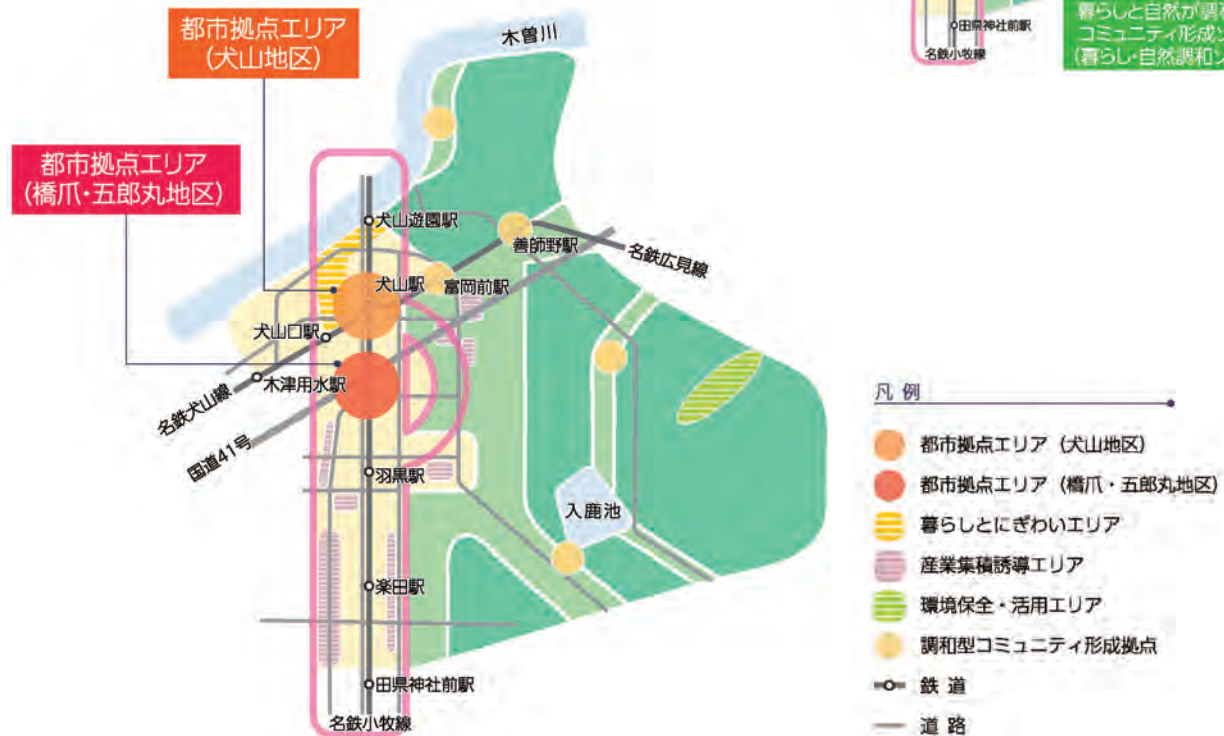 都市拠点エリア
(犬山地区)
木曽川
田県神社前駅
名鉄小牧線
コミュニティ形成
都市拠点エリア
(橋爪・五郎丸地区)
犬山遊園駅
善師野駅
名鉄広見線
犬山駅
富岡前駅
犬山口駅
木津用水駅
名鉄犬山線
国道41号
羽黒駅
入鹿池
楽田駅
田県神社前駅
名鉄小牧線
凡例
都市拠点エリア（犬山地区）
都市拠点エリア（橋爪・五郎丸地区）
暮らしとにぎわいエリア
産業集積誘導エリア
環境保全・活用エリア
調和型コミュニティ形成拠点
鉄道
道路